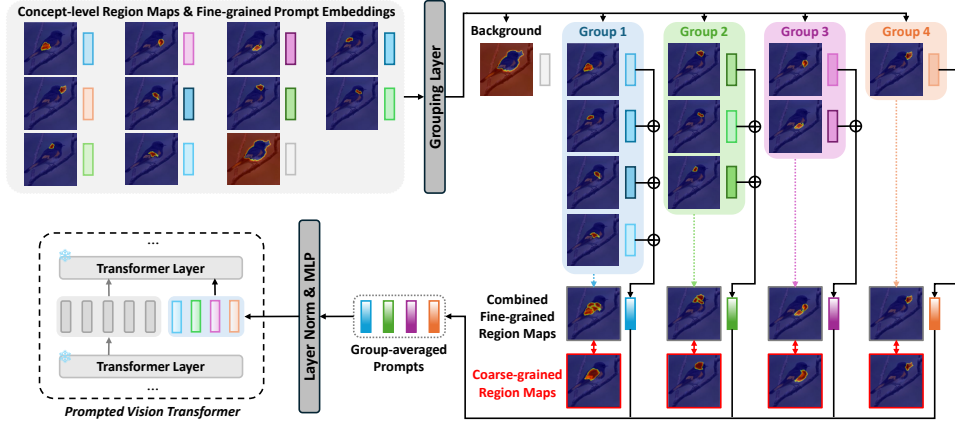 Concept-level Region Maps & Fine-grained Prompt Embeddings
Grouping Layer
Background
Group 1
Group 2
Group 3
Group 4
...
Transformer Layer
Transformer Layer
...
Prompted Vision Transformer
Layer Norm & MLP
Group-averaged
Prompts
Combined
Fine-grained
Region Maps
Coarse-grained
Region Maps